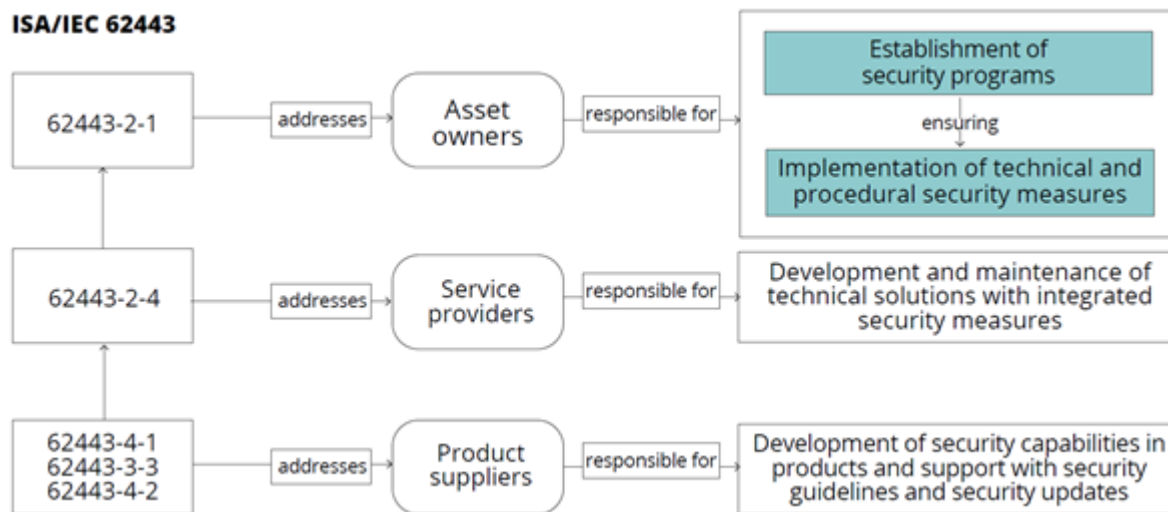 ISA/IEC 62443
62443-2-1
addresses
Asset
owners
responsible for
Establishment of
security programs
ensuring
Implementation of technical and
procedural security measures
62443-2-4
addresses
Service
providers
responsible for
Development and maintenance of
technical solutions with integrated
security measures
62443-4-1
62443-3-3
62443-4-2
addresses
Product
suppliers
responsible for
Development of security capabilities in
products and support with security
guidelines and security updates